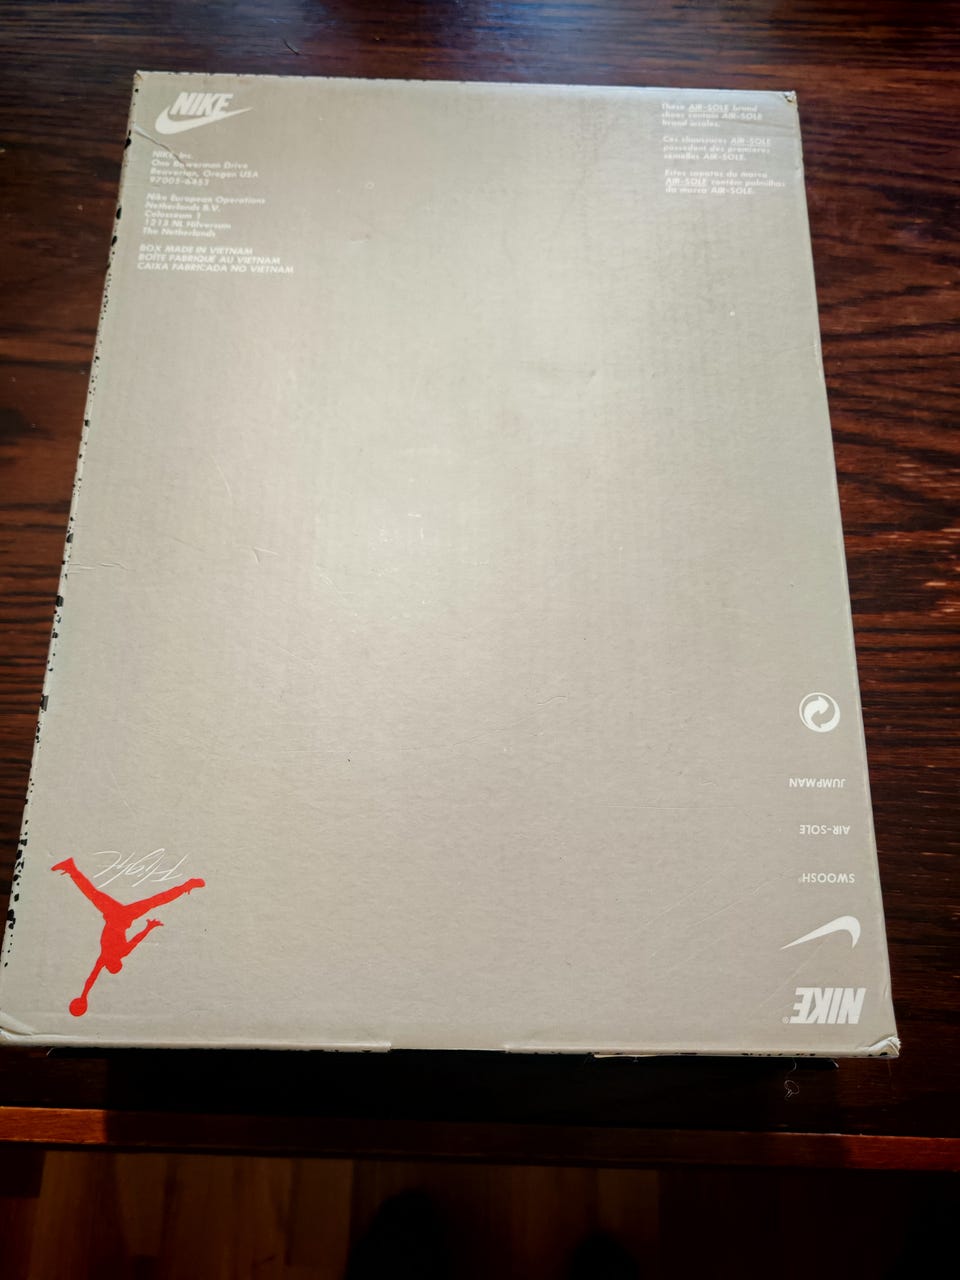 NIKE
NIKE, Inc.
One Bowerman Drive
Beaverton, Oregon USA
97005-6453
Nike European Operations
Netherlands B.V.
Colosseum 1
1213 NL Hilversum
The Netherlands
BOX MADE IN VIETNAM
BOÎTE FABRIQUÉ AU VIETNAM
CAIXA FABRICADA NO VIETNAM
These AIR-SOLE brand
shoes contain AIR-SOLE
brand insoles.
Ces chaussures AIR-SOLE
possedent des premieres
semelles AIR-SOLE.
Estes sapatos da marca
AIR-SOLE contêm palmilhas
da marca AIR-SOLE.
JUMPMAN
AIR-SOLE
SWOOSH
NIKE®
Flight